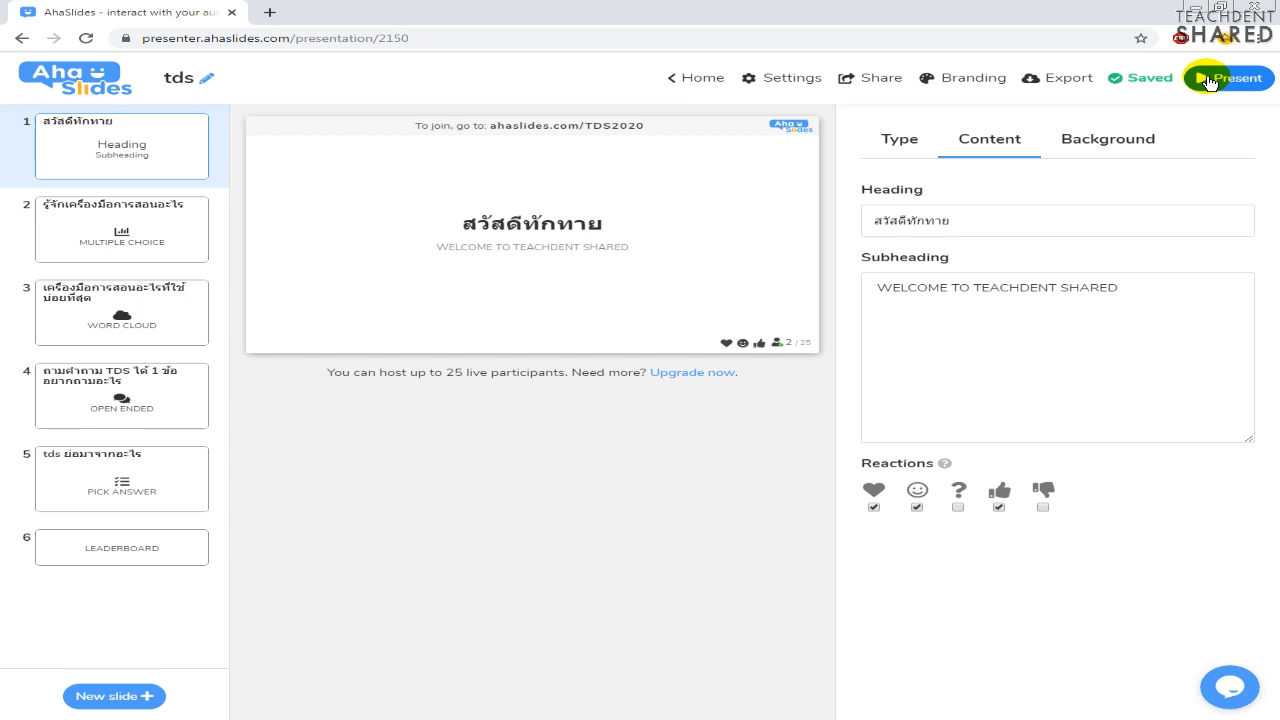 AhaSlides - interact with your au
TEACHDENT
SHARED
presenter.ahaslides.com/presentation/2150
Aha
Slides
tds
Home
Settings
Share
Branding
Export
Saved
Present
1
สวัสดีทักทาย
Heading
Subheading
2
รู้จักเครื่องมือการสอนอะไร
MULTIPLE CHOICE
3
เครื่องมือการสอนอะไรที่ใช้
บ่อยที่สุด
WORD CLOUD
4
ถามคำถาม TDS ได้ 1 ข้อ
อยากถามอะไร
OPEN ENDED
5
tds ย่อมาจากอะไร
PICK ANSWER
6
LEADERBOARD
New slide +
To join, go to: ahaslides.com/TDS2020
Aha
Slides
สวัสดีทักทาย
WELCOME TO TEACHDENT SHARED
2 / 25
You can host up to 25 live participants. Need more? Upgrade now.
Type
Content
Background
Heading
สวัสดีทักทาย
Subheading
WELCOME TO TEACHDENT SHARED
Reactions ?